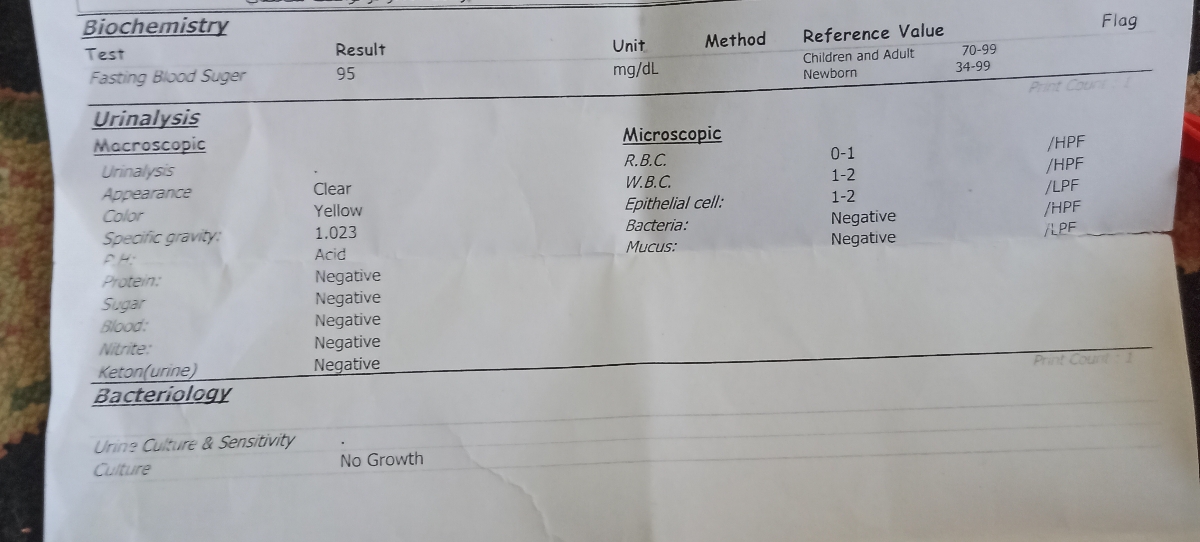 Biochemistry
Test Result Unit Method Reference Value Flag
Fasting Blood Suger 95 mg/dL Children and Adult 70-99
Newborn 34-99
Print Count : 1
Urinalysis
Macroscopic Microscopic
Urinalysis . R.B.C. 0-1 /HPF
Appearance Clear W.B.C. 1-2 /HPF
Color Yellow Epithelial cell: 1-2 /LPF
Specific gravity: 1.023 Bacteria: Negative /HPF
P.H: Acid Mucus: Negative /LPF
Protein: Negative
Sugar Negative
Blood: Negative
Nitrite: Negative
Keton(urine) Negative
Print Count : 1
Bacteriology
Urine Culture & Sensitivity .
Culture No Growth